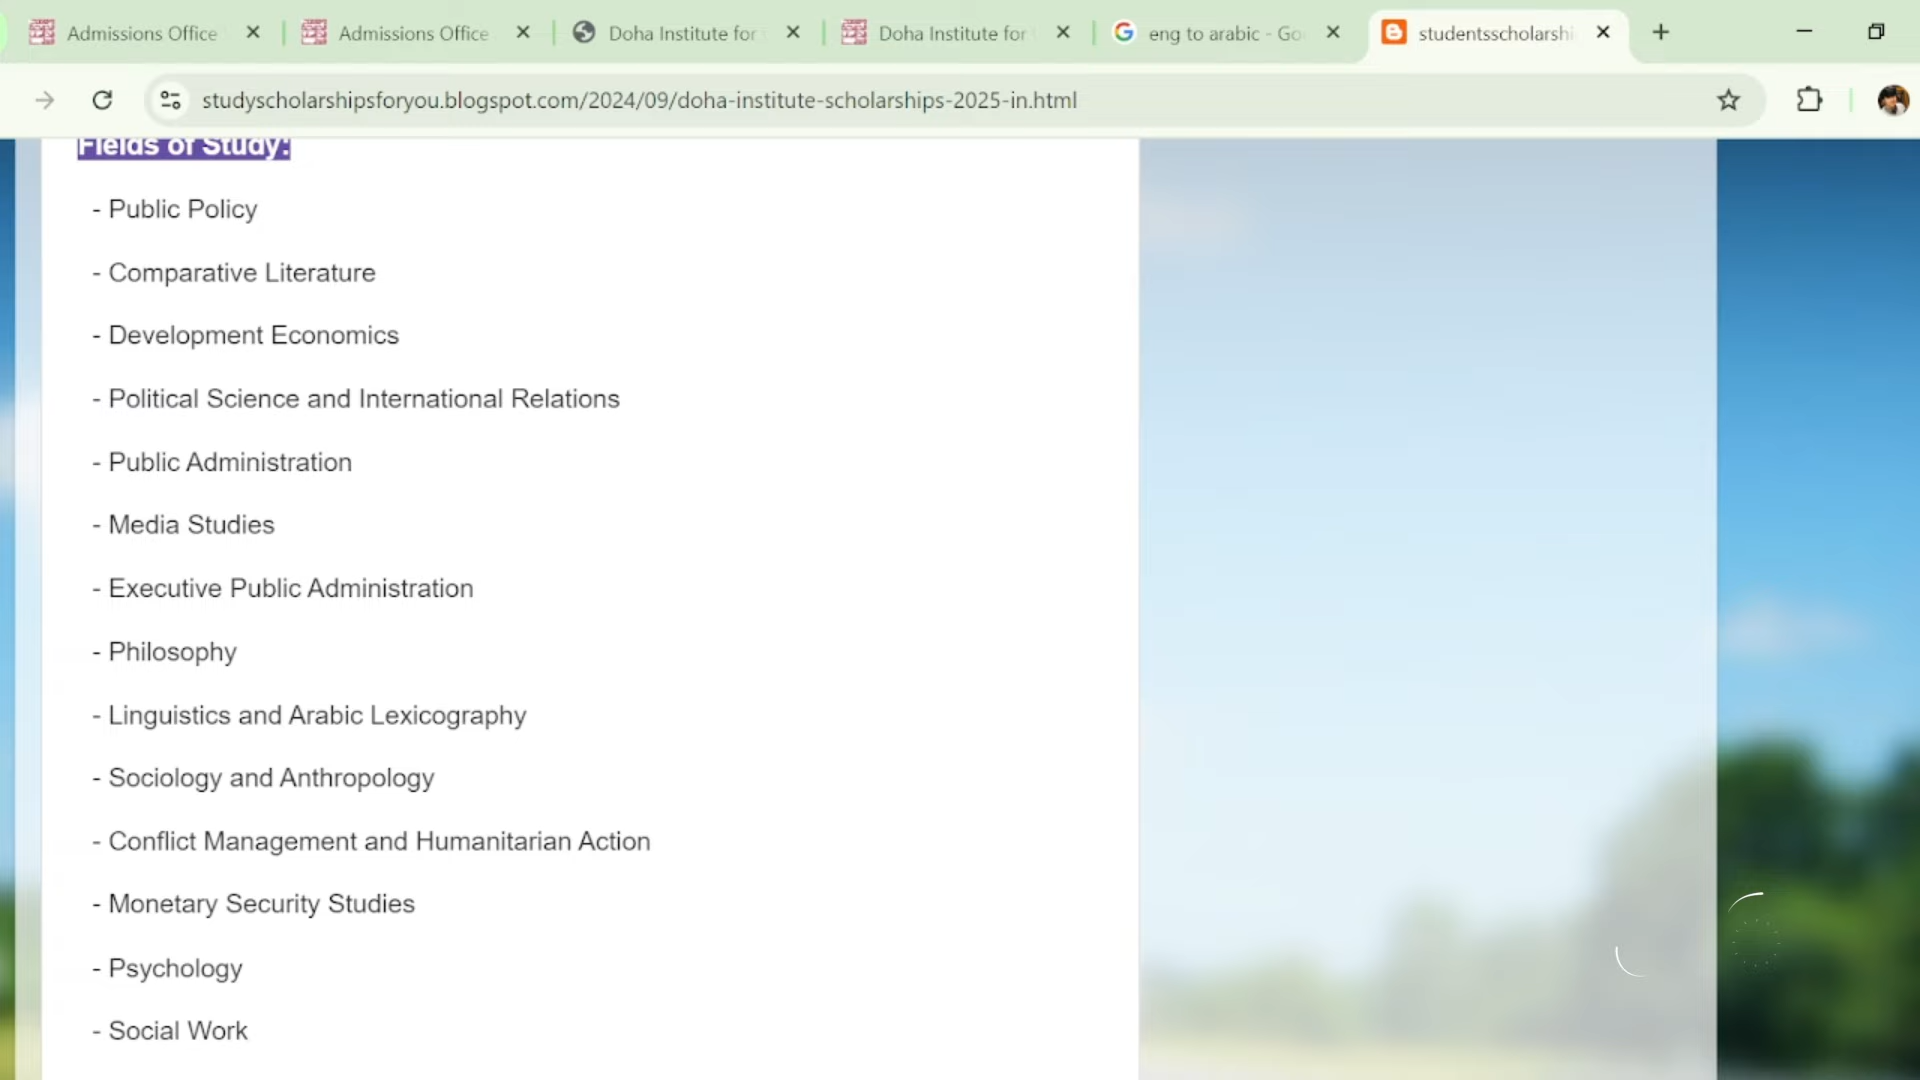 Admissions Office
Admissions Office
Doha Institute for
Doha Institute for
eng to arabic - Go
studentsscholarshi
studyscholarshipsforyou.blogspot.com/2024/09/doha-institute-scholarships-2025-in.html
Fields of Study:
- Public Policy
- Comparative Literature
- Development Economics
- Political Science and International Relations
- Public Administration
- Media Studies
- Executive Public Administration
- Philosophy
- Linguistics and Arabic Lexicography
- Sociology and Anthropology
- Conflict Management and Humanitarian Action
- Monetary Security Studies
- Psychology
- Social Work